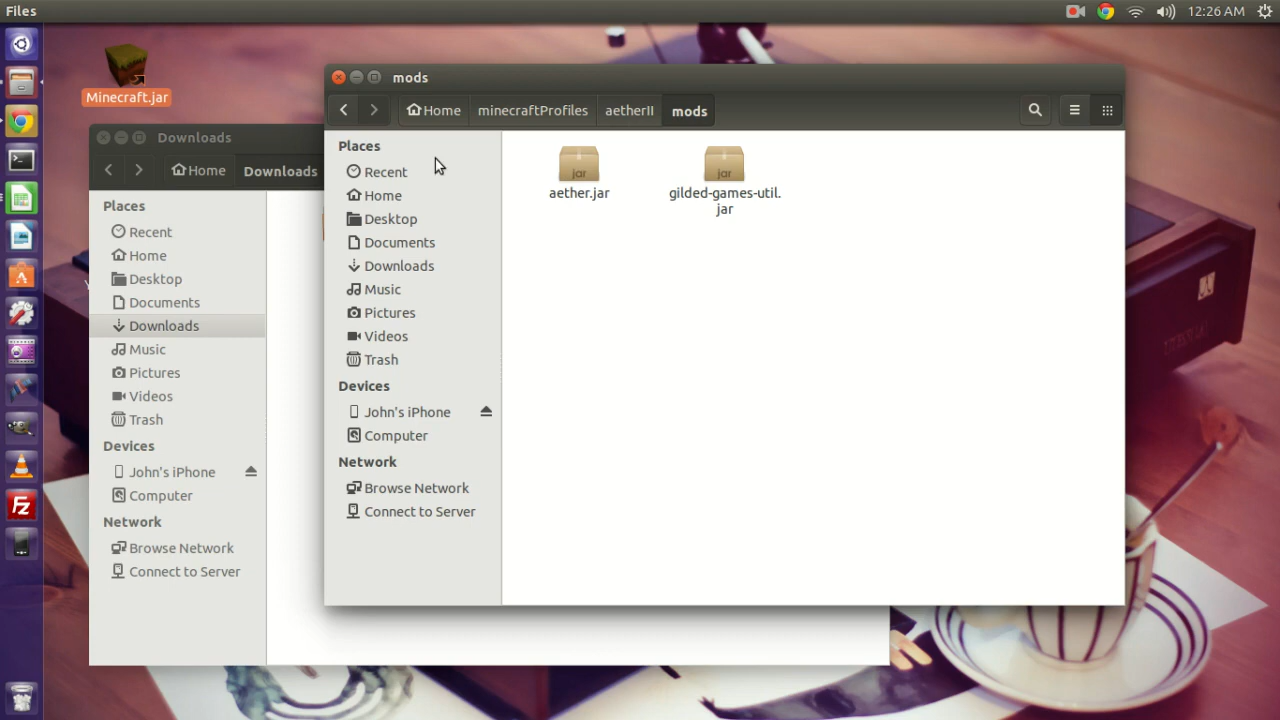 Files
12:26 AM
Minecraft.jar
Downloads
Home
Downloads
Places
Recent
Home
Desktop
Documents
Downloads
Music
Pictures
Videos
Trash
Devices
John's iPhone
Computer
Network
Browse Network
Connect to Server
mods
Home
minecraftProfiles
aetherII
mods
Places
Recent
Home
Desktop
Documents
Downloads
Music
Pictures
Videos
Trash
Devices
John's iPhone
Computer
Network
Browse Network
Connect to Server
jar
aether.jar
jar
gilded-games-util.
jar
Fz